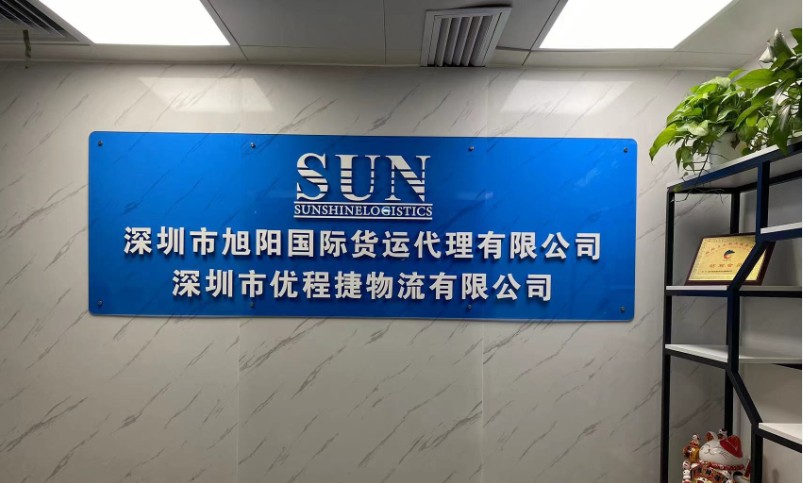 SUN
SUNSHINELOGISTICS
深圳市旭阳国际货运代理有限公司
深圳市优程捷物流有限公司